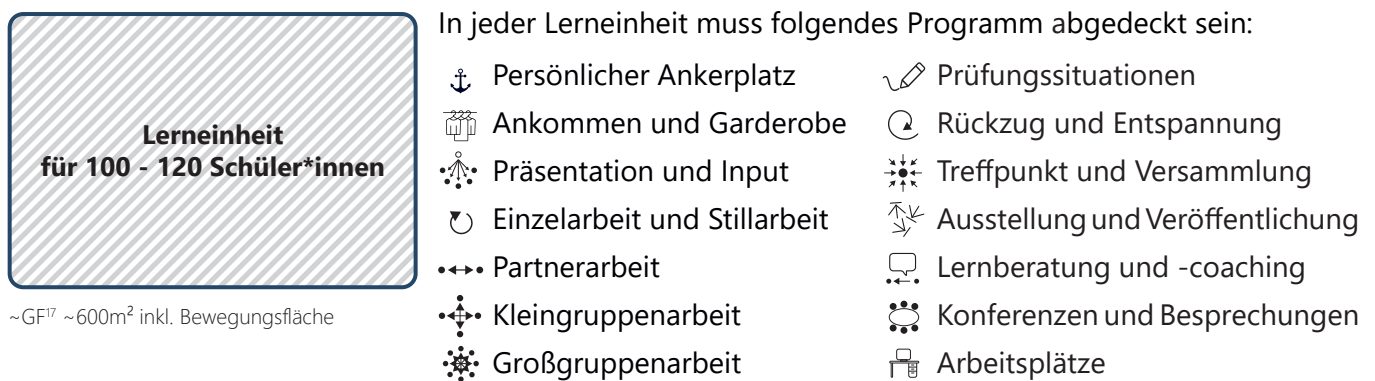 Lerneinheit
für 100 - 120 Schüler*innen
~GF¹⁷ ~600m² inkl. Bewegungsfläche
In jeder Lerneinheit muss folgendes Programm abgedeckt sein:
Persönlicher Ankerplatz
Ankommen und Garderobe
Präsentation und Input
Einzelarbeit und Stillarbeit
Partnerarbeit
Kleingruppenarbeit
Großgruppenarbeit
Prüfungssituationen
Rückzug und Entspannung
Treffpunkt und Versammlung
Ausstellung und Veröffentlichung
Lernberatung und -coaching
Konferenzen und Besprechungen
Arbeitsplätze